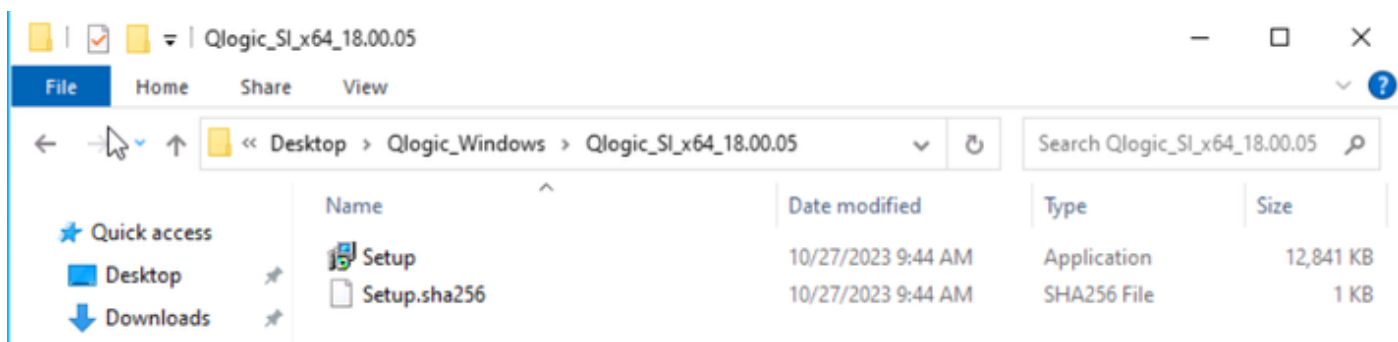 Qlogic_SI_x64_18.00.05
File Home Share View
« Desktop > Qlogic_Windows > Qlogic_SI_x64_18.00.05 Search Qlogic_SI_x64_18.00.05
Name Date modified Type Size
Quick access
Setup 10/27/2023 9:44 AM Application 12,841 KB
Desktop
Setup.sha256 10/27/2023 9:44 AM SHA256 File 1 KB
Downloads